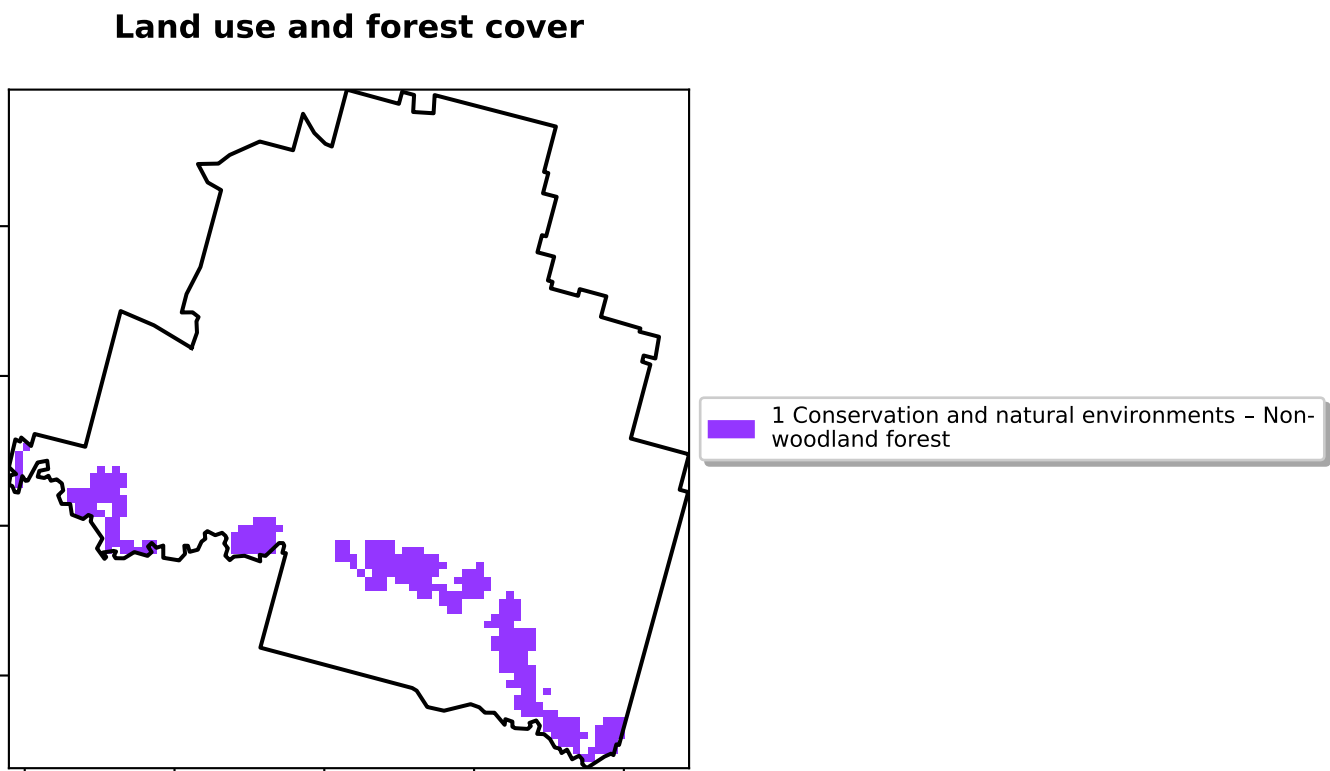 Land use and forest cover
1 Conservation and natural environments – Non-
woodland forest